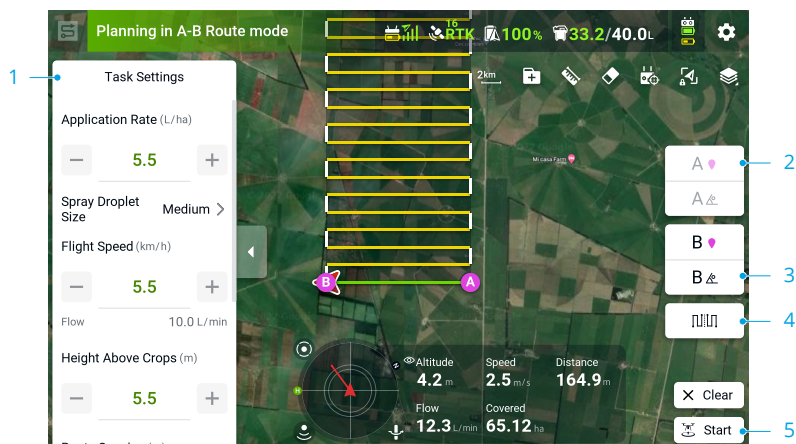 Planning in A-B Route mode
16
RTK
100%
33.2/40.0L
1
Task Settings
2km
Application Rate (L/ha)
5.5
Mi casa Farm
A
2
A
Spray Droplet
Size
Medium
Flight Speed (km/h)
B
B
3
5.5
B
A
Flow
10.0 L/min
4
Height Above Crops (m)
N
Altitude
Speed
Distance
4.2 m
2.5 m/s
164.9 m
H
5.5
Clear
Flow
Covered
12.3 L/min
65.12 ha
Start
5